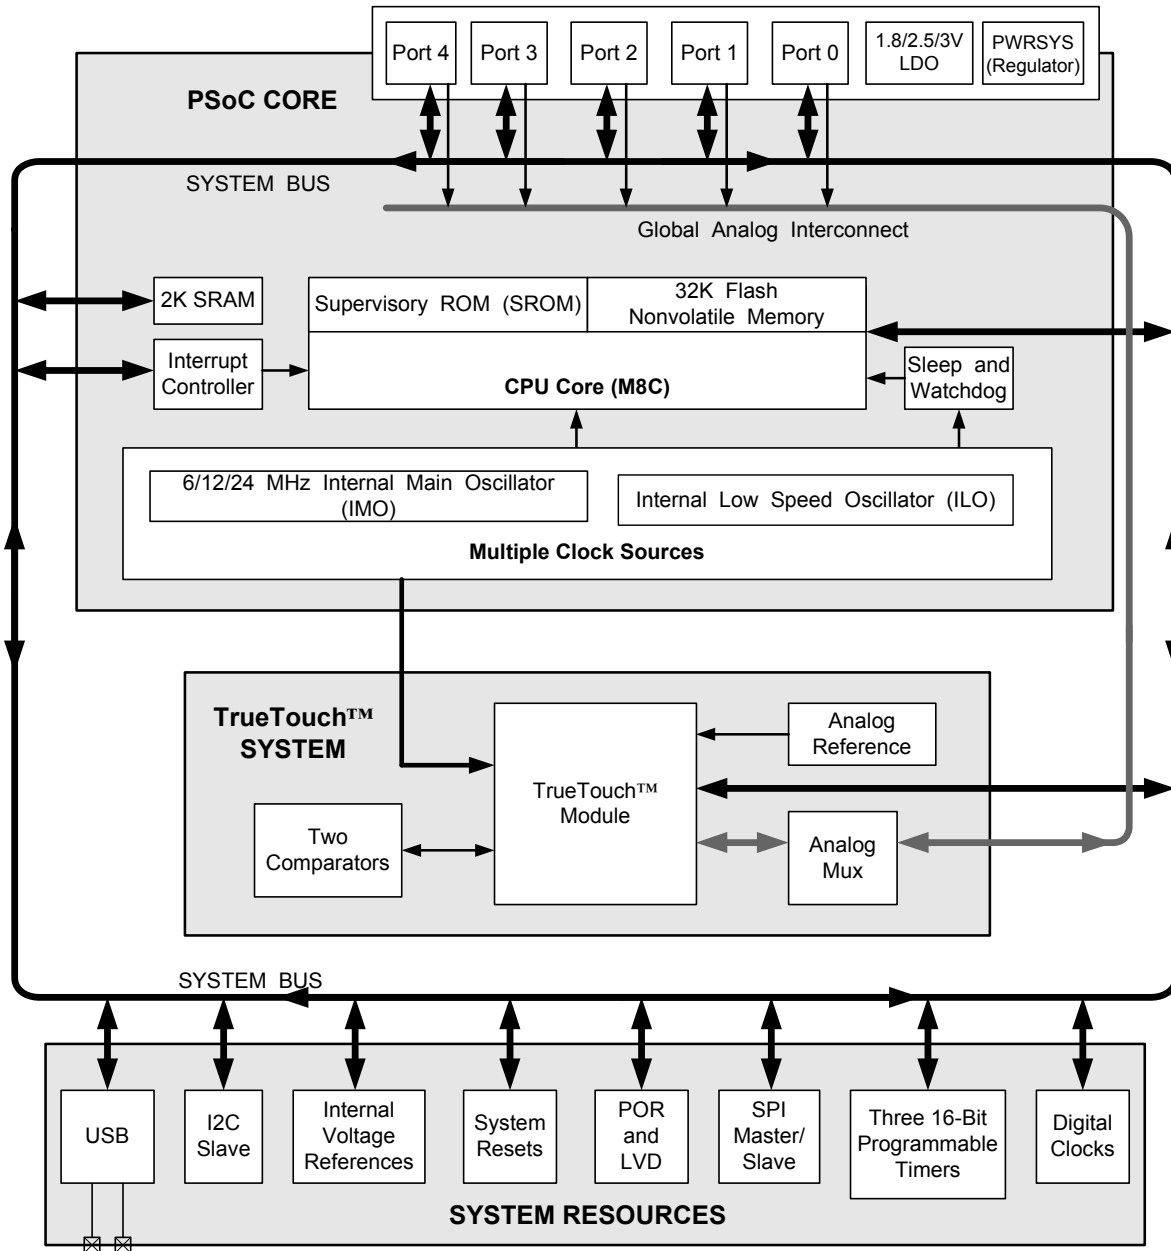 Port 4
Port 3
Port 2
Port 1
Port 0
1.8/2.5/3V
LDO
PWRSYS
(Regulator)
PSoC CORE
SYSTEM BUS
Global Analog Interconnect
2K SRAM
Supervisory ROM (SROM)
32K Flash
Nonvolatile Memory
Interrupt
Controller
CPU Core (M8C)
Sleep and
Watchdog
6/12/24 MHz Internal Main Oscillator
(IMO)
Internal Low Speed Oscillator (ILO)
Multiple Clock Sources
TrueTouch™
SYSTEM
TrueTouch™
Module
Analog
Reference
Two
Comparators
Analog
Mux
SYSTEM BUS
USB
I2C
Slave
Internal
Voltage
References
System
Resets
POR
and
LVD
SPI
Master/
Slave
Three 16-Bit
Programmable
Timers
Digital
Clocks
SYSTEM RESOURCES